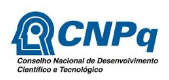 CNPq
Conselho Nacional de Desenvolvimento
Científico e Tecnológico